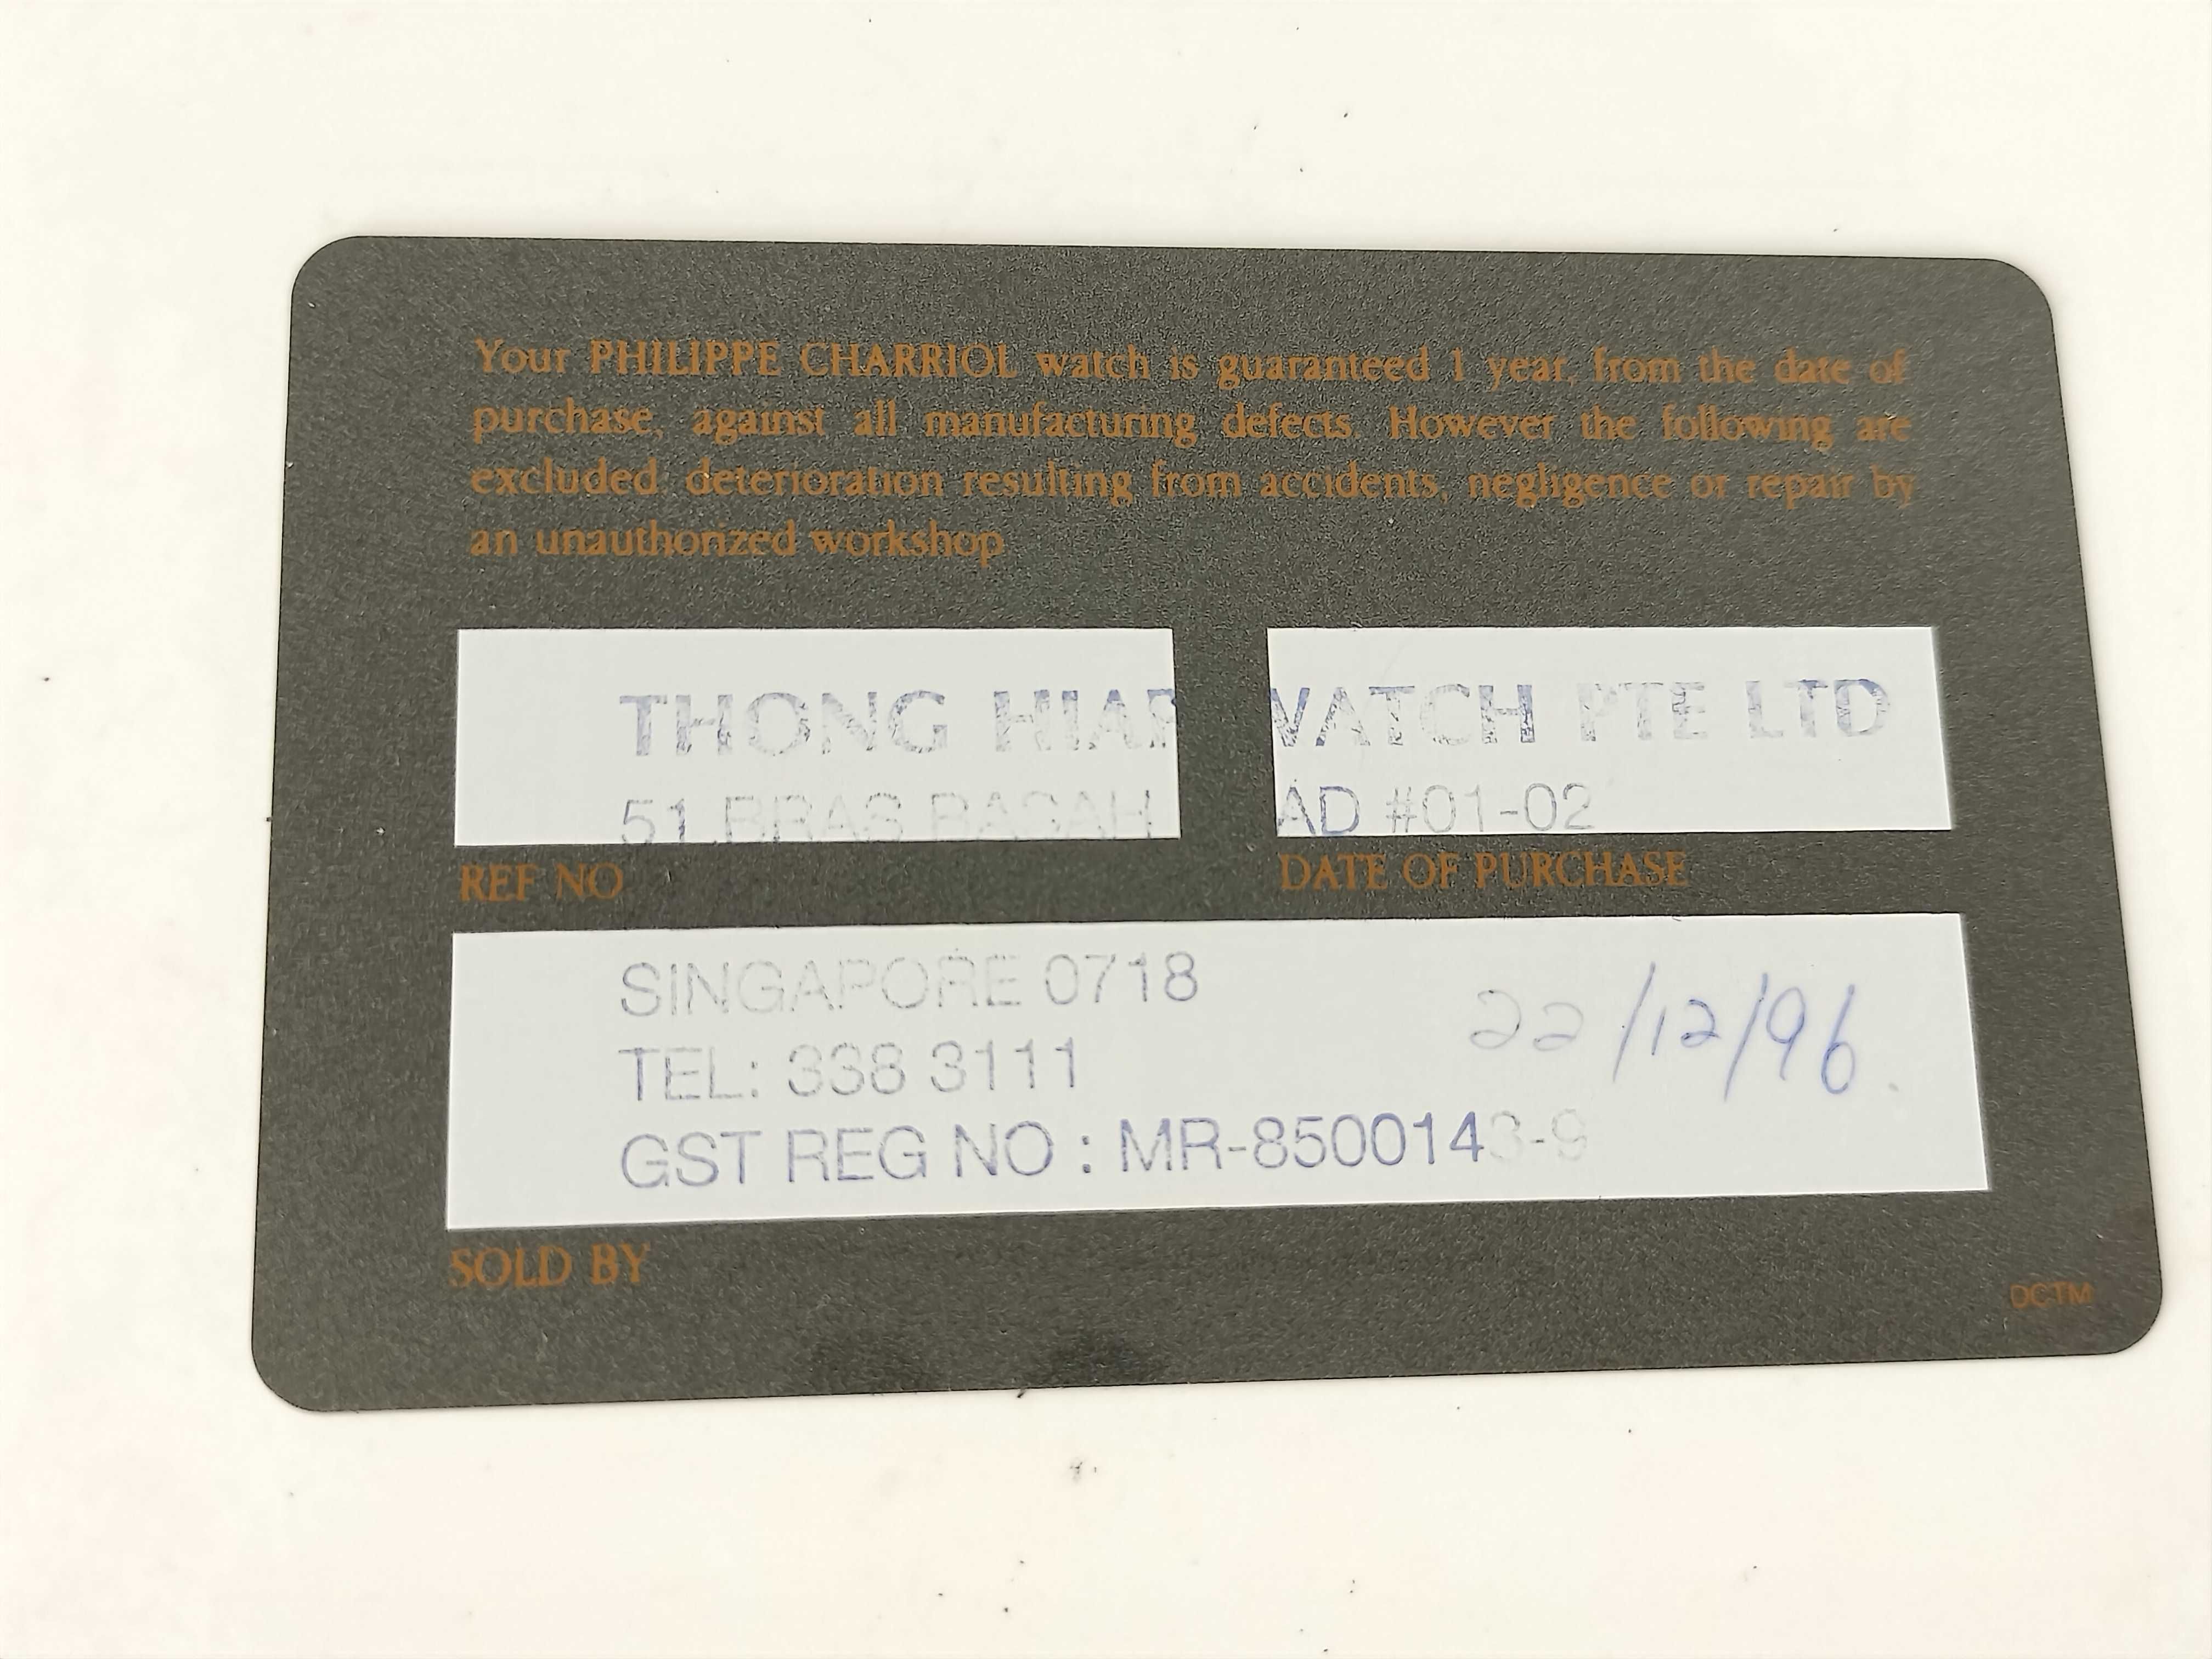 Your PHILIPPE CHARRIOL watch is guaranteed 1 year, from the date of
purchase, against all manufacturing defects. However the following are
excluded: deterioration resulting from accidents, negligence or repair by
an unauthorized workshop
THONG HIAP WATCH PTE LTD
51 BRAS BASAH AD #01-02
REF NO DATE OF PURCHASE
SINGAPORE 0718
22/12/96.
TEL: 338 3111
GST REG NO : MR-8500143-9
SOLD BY
DCTM